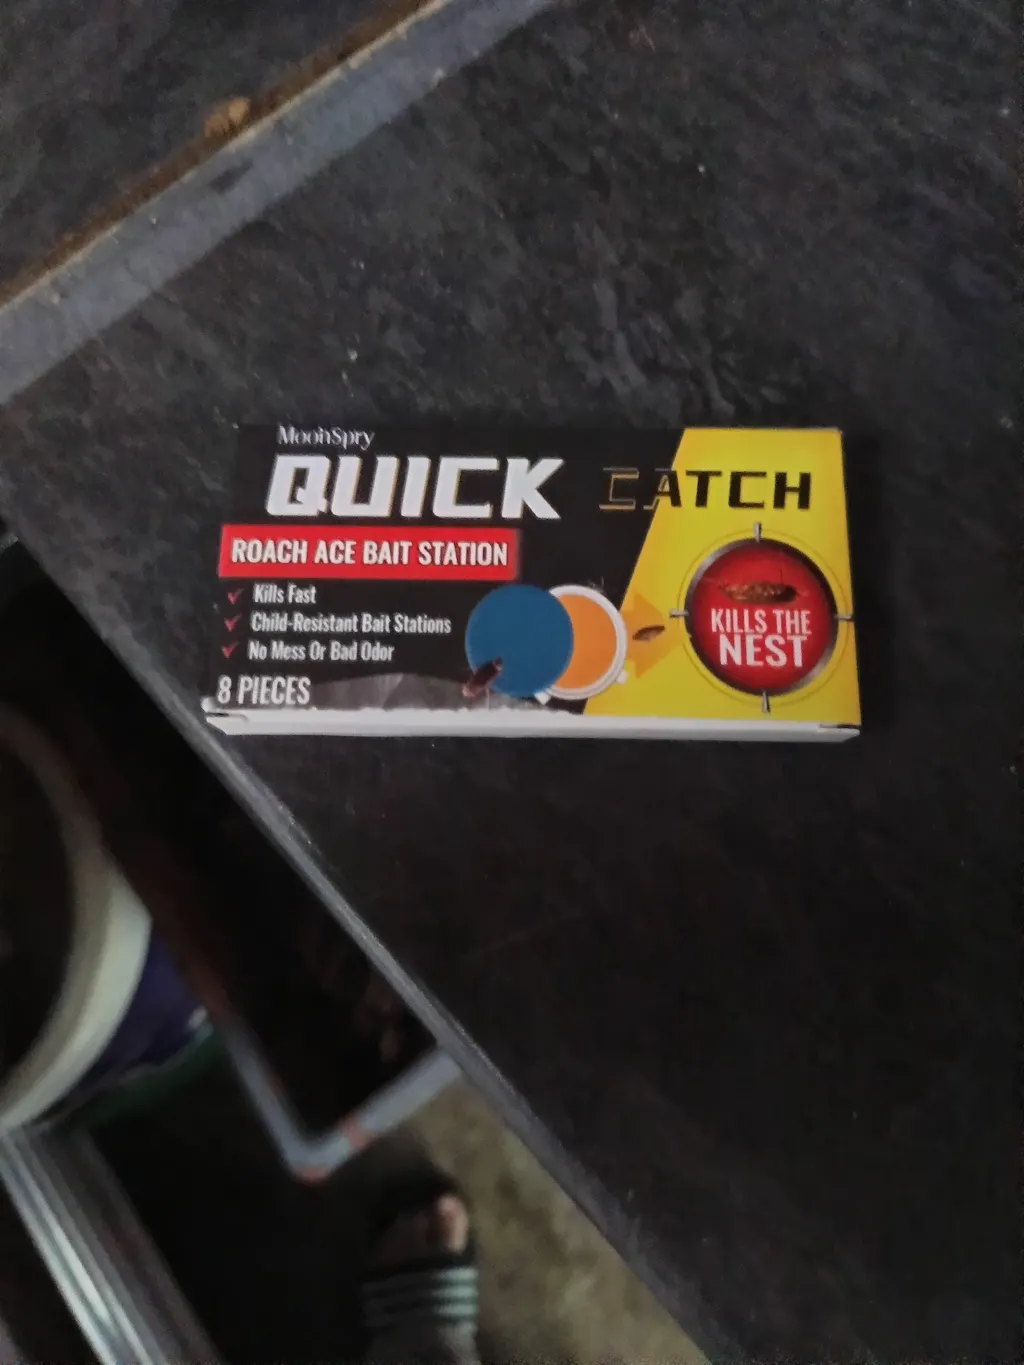 MoonSpry
QUICK CATCH
ROACH ACE BAIT STATION
Kills Fast
Child-Resistant Bait Stations
No Mess Or Bad Odor
8 PIECES
KILLS THE
NEST